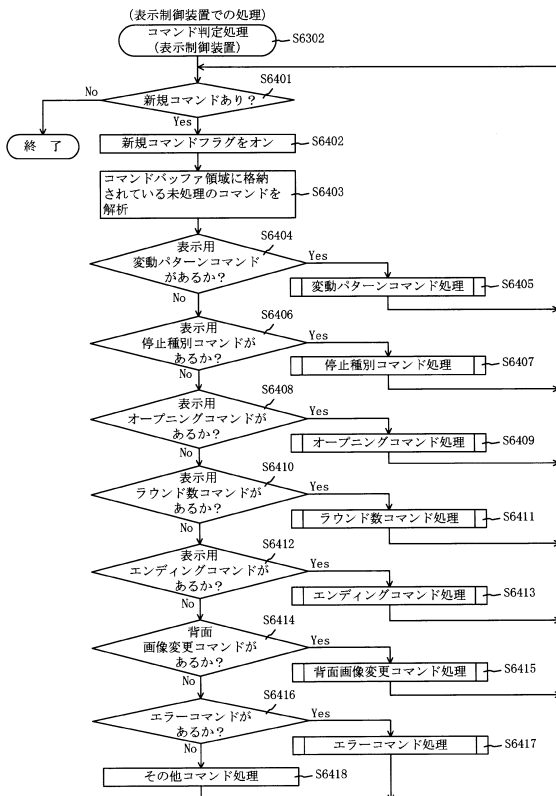 (表示制御装置での処理)
コマンド判定処理
(表示制御装置)
S6302
S6401
新規コマンドあり?
No
Yes
終 了
新規コマンドフラグをオン
S6402
コマンドバッファ領域に格納
されている未処理のコマンドを
解析
S6403
S6404
表示用
変動パターンコマンド
があるか?
Yes
No
変動パターンコマンド処理
S6405
S6406
表示用
停止種別コマンドが
あるか?
Yes
No
停止種別コマンド処理
S6407
S6408
表示用
オープニングコマンドが
あるか?
Yes
No
オープニングコマンド処理
S6409
S6410
表示用
ラウンド数コマンドが
あるか?
Yes
No
ラウンド数コマンド処理
S6411
S6412
表示用
エンディングコマンドが
あるか?
Yes
No
エンディングコマンド処理
S6413
S6414
背面
画像変更コマンドが
あるか?
Yes
No
背面画像変更コマンド処理
S6415
S6416
エラーコマンドが
あるか?
Yes
No
エラーコマンド処理
S6417
その他コマンド処理
S6418